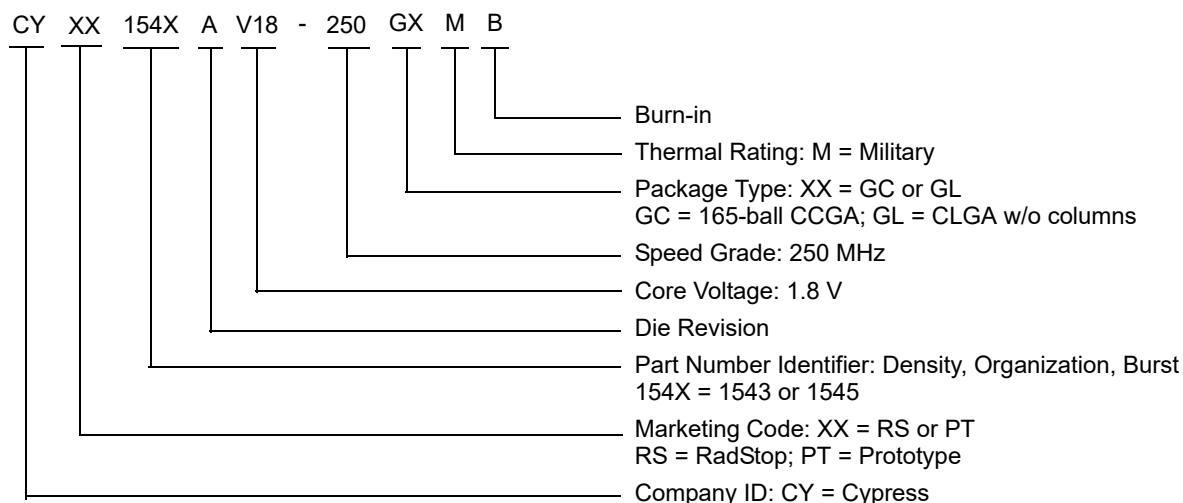 CY XX 154X A V18 - 250 GX M B
Burn-in
Thermal Rating: M = Military
Package Type: XX = GC or GL
GC = 165-ball CCGA; GL = CLGA w/o columns
Speed Grade: 250 MHz
Core Voltage: 1.8 V
Die Revision
Part Number Identifier: Density, Organization, Burst
154X = 1543 or 1545
Marketing Code: XX = RS or PT
RS = RadStop; PT = Prototype
Company ID: CY = Cypress